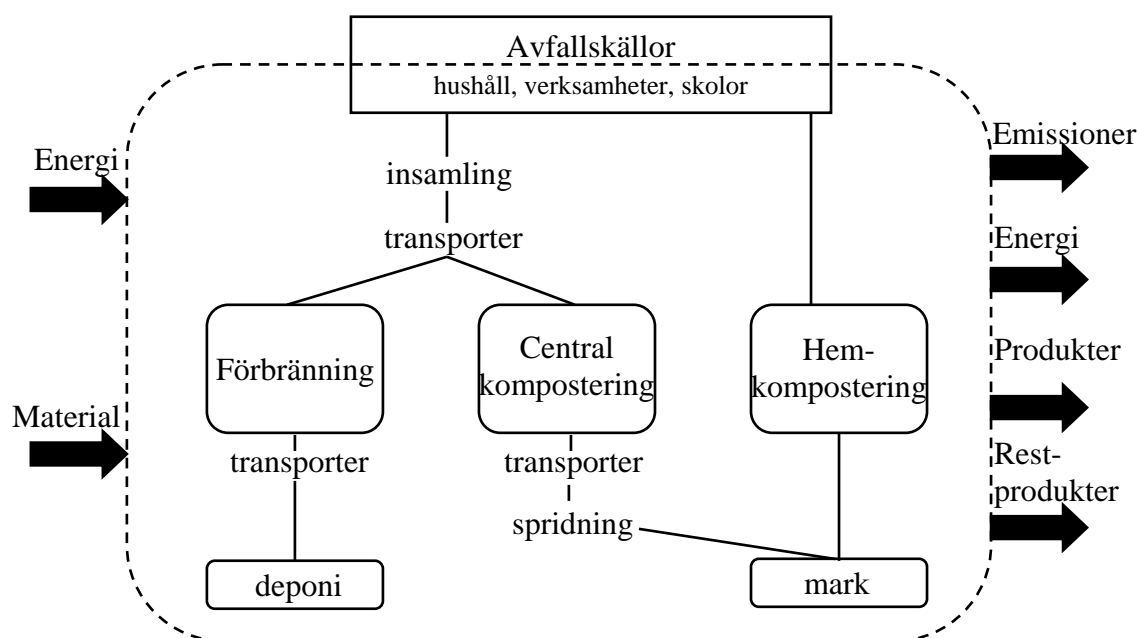 Avfallskällor
hushåll, verksamheter, skolor
Energi
Material
insamling
transporter
Förbränning
Central
kompostering
Hem-
kompostering
transporter
transporter
spridning
deponi
mark
Emissioner
Energi
Produkter
Rest-
produkter